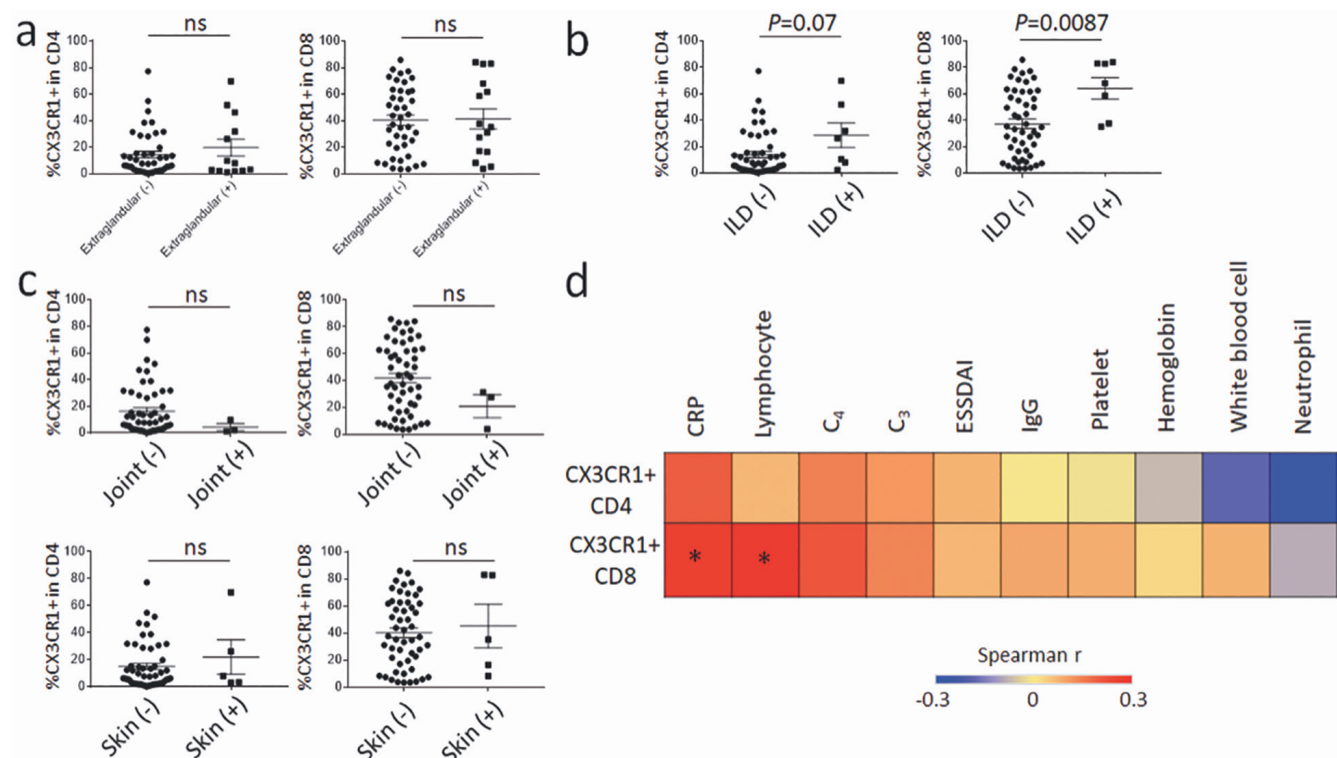 a
ns
%CX3CR1+ in CD4
100
80
60
40
20
0
Extraglandular (-)
Extraglandular (+)
ns
%CX3CR1+ in CD8
100
80
60
40
20
0
Extraglandular (-)
Extraglandular (+)
b
P=0.07
%CX3CR1+ in CD4
100
80
60
40
20
0
ILD (-)
ILD (+)
P=0.0087
%CX3CR1+ in CD8
100
80
60
40
20
0
ILD (-)
ILD (+)
c
ns
%CX3CR1+ in CD4
100
80
60
40
20
0
Joint (-)
Joint (+)
ns
%CX3CR1+ in CD8
100
80
60
40
20
0
Joint (-)
Joint (+)
ns
%CX3CR1+ in CD4
100
80
60
40
20
0
Skin (-)
Skin (+)
ns
%CX3CR1+ in CD8
100
80
60
40
20
0
Skin (-)
Skin (+)
d
CRP
Lymphocyte
C4
C3
ESSDAI
IgG
Platelet
Hemoglobin
White blood cell
Neutrophil
CX3CR1+
CD4
CX3CR1+
CD8
*
*
Spearman r
-0.3
0
0.3